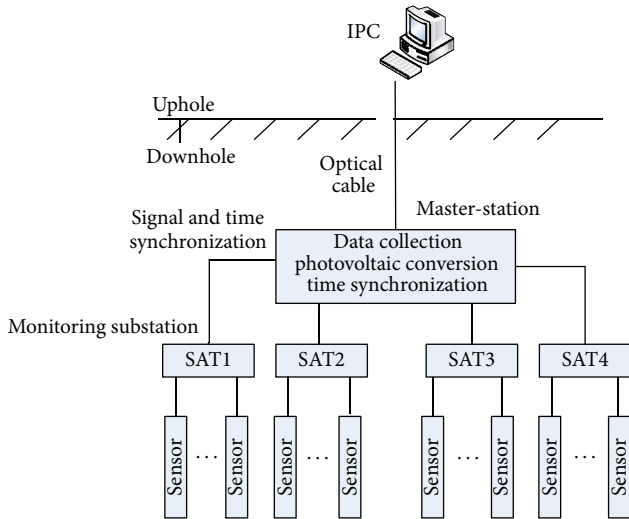 IPC
Uphole
Downhole
Optical
cable
Master-station
Signal and time
synchronization
Data collection
photovoltaic conversion
time synchronization
Monitoring substation
SAT1
SAT2
SAT3
SAT4
Sensor
...
Sensor
Sensor
...
Sensor
Sensor
...
Sensor
Sensor
...
Sensor